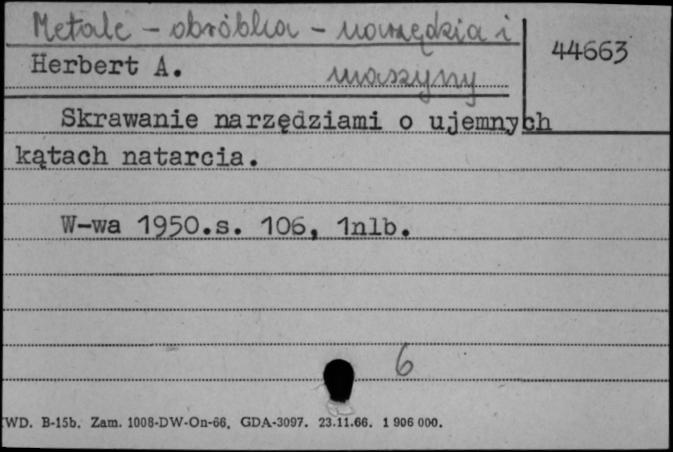 Metale - obróbka - narzędzia i
maszyny
44663
Herbert A.
Skrawanie narzędziami o ujemnych
kątach natarcia.
W-wa 1950.s. 106, 1nlb.
6
WD. B-15b. Zam. 1008-DW-On-66. GDA-3097. 23.11.66. 1 906 000.